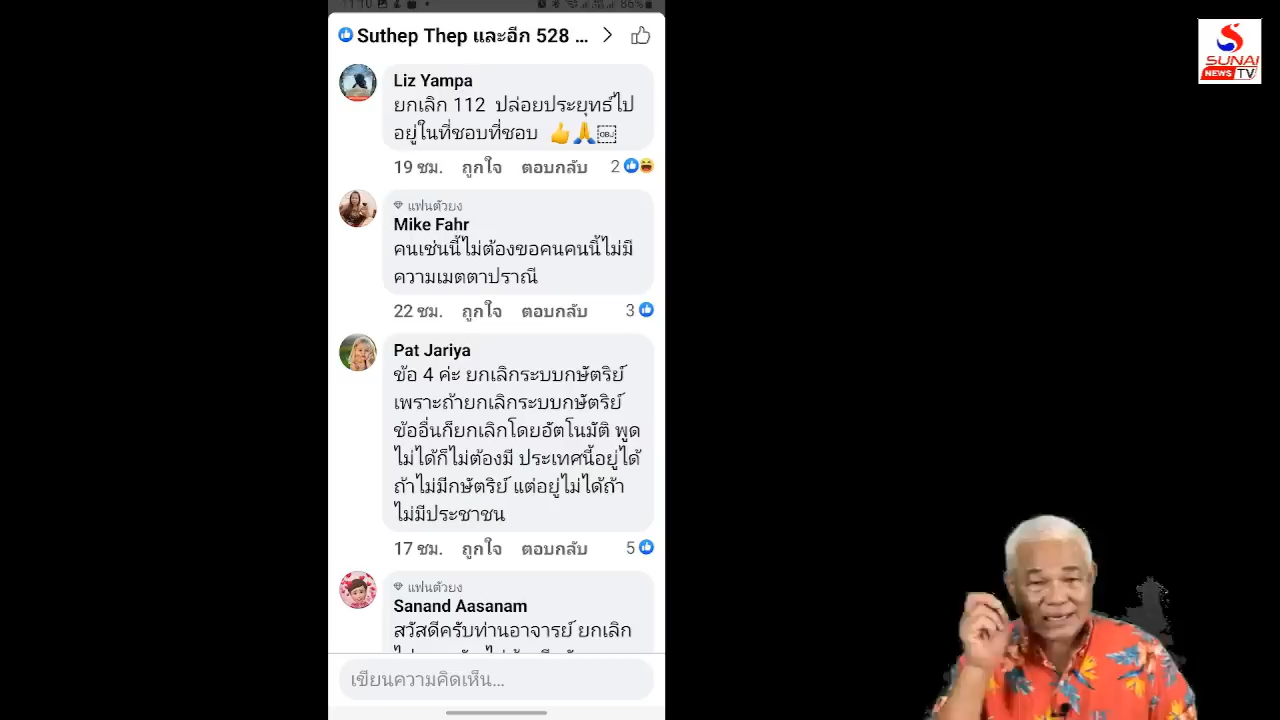 11:10
86%
Suthep Thep และอีก 528 ...
SUNAI
NEWS TV
Liz Yampa
ยกเลิก 112 ปล่อยประยุทธ์ไป
อยู่ในที่ชอบที่ชอบ 👍🙏
OBJ
19 ชม. ถูกใจ ตอบกลับ 2
แฟนตัวยง
Mike Fahr
คนเช่นนี้ไม่ต้องขอคนคนนิ้ไม่มี
ความเมตตาปราณี
22 ชม. ถูกใจ ตอบกลับ 3
Pat Jariya
ข้อ 4 ค่ะ ยกเลิกระบบกษัตริย์
เพราะถ้ายกเลิกระบบกษัตริย์
ข้ออื่นก็ยกเลิกโดยอัตโนมัติ พูด
ไม่ได้ก็ไม่ต้องมี ประเทศนี้อยู่ได้
ถ้าไม่มีกษัตริย์ แต่อยู่ไม่ได้ถ้า
ไม่มีประชาชน
17 ชม. ถูกใจ ตอบกลับ 5
แฟนตัวยง
Sanand Aasanam
สวัสดีครับท่านอาจารย์ ยกเลิก
เขียนความคิดเห็น...